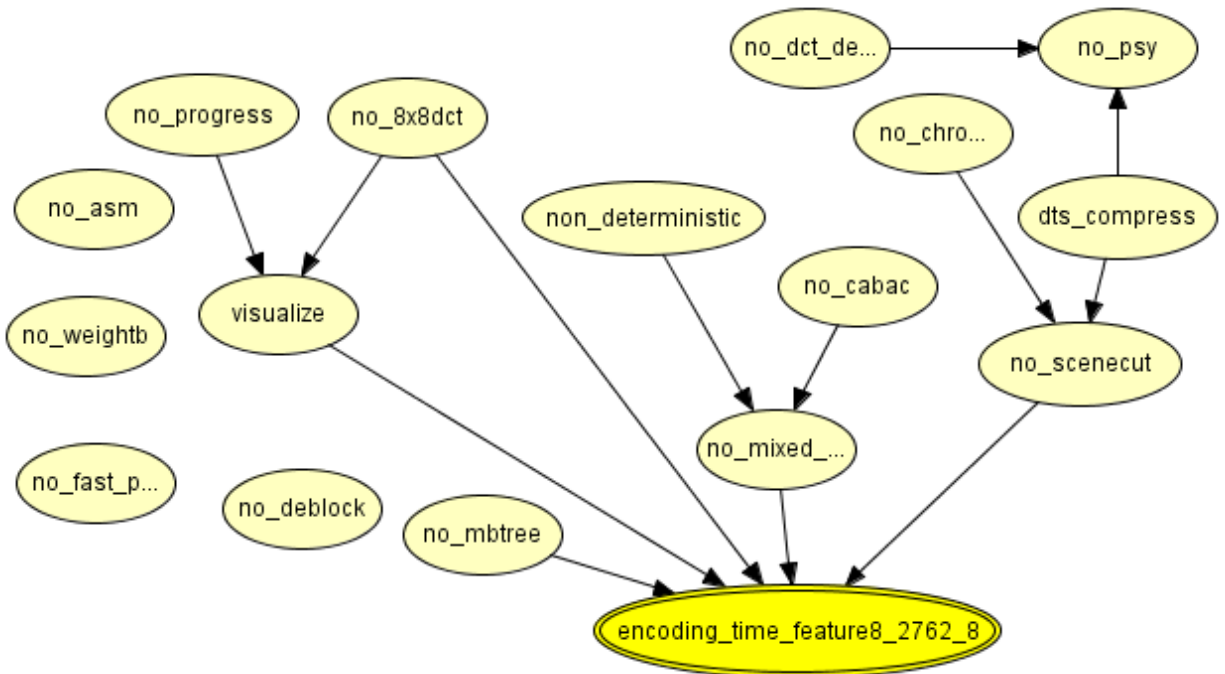 no_dct_de...
no_psy
no_progress
no_8x8dct
no_chro...
no_asm
non_deterministic
dts_compress
no_cabac
visualize
no_weightb
no_scenecut
no_mixed_...
no_fast_p...
no_deblock
no_mbtree
encoding_time_feature8_2762_8